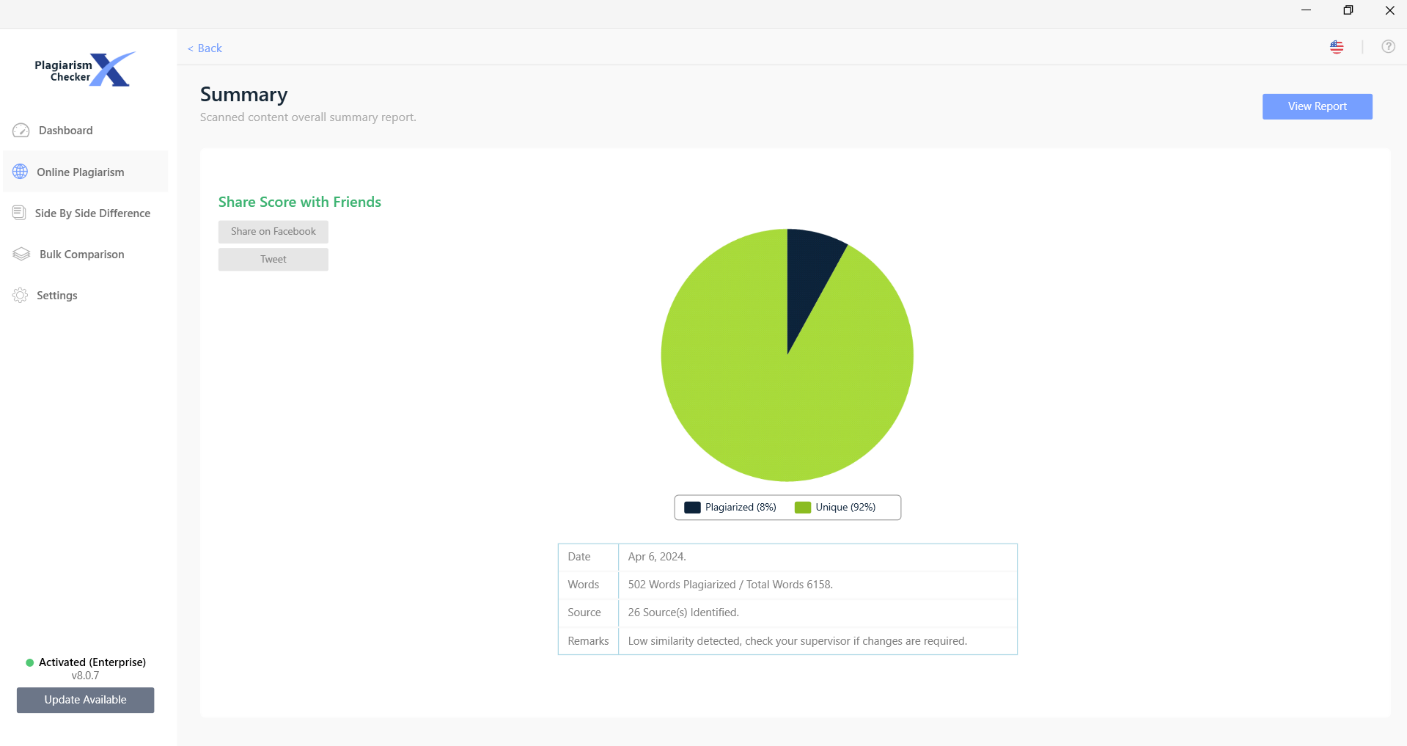 Plagiarism
Checker
Dashboard
Online Plagiarism
Side By Side Difference
Bulk Comparison
Settings
Activated (Enterprise)
v8.0.7
Update Available
< Back
Summary
Scanned content overall summary report.
View Report
Share Score with Friends
Share on Facebook
Tweet
Plagiarized (8%) Unique (92%)
Date Apr 6, 2024.
Words 502 Words Plagiarized / Total Words 6158.
Source 26 Source(s) Identified.
Remarks Low similarity detected, check your supervisor if changes are required.